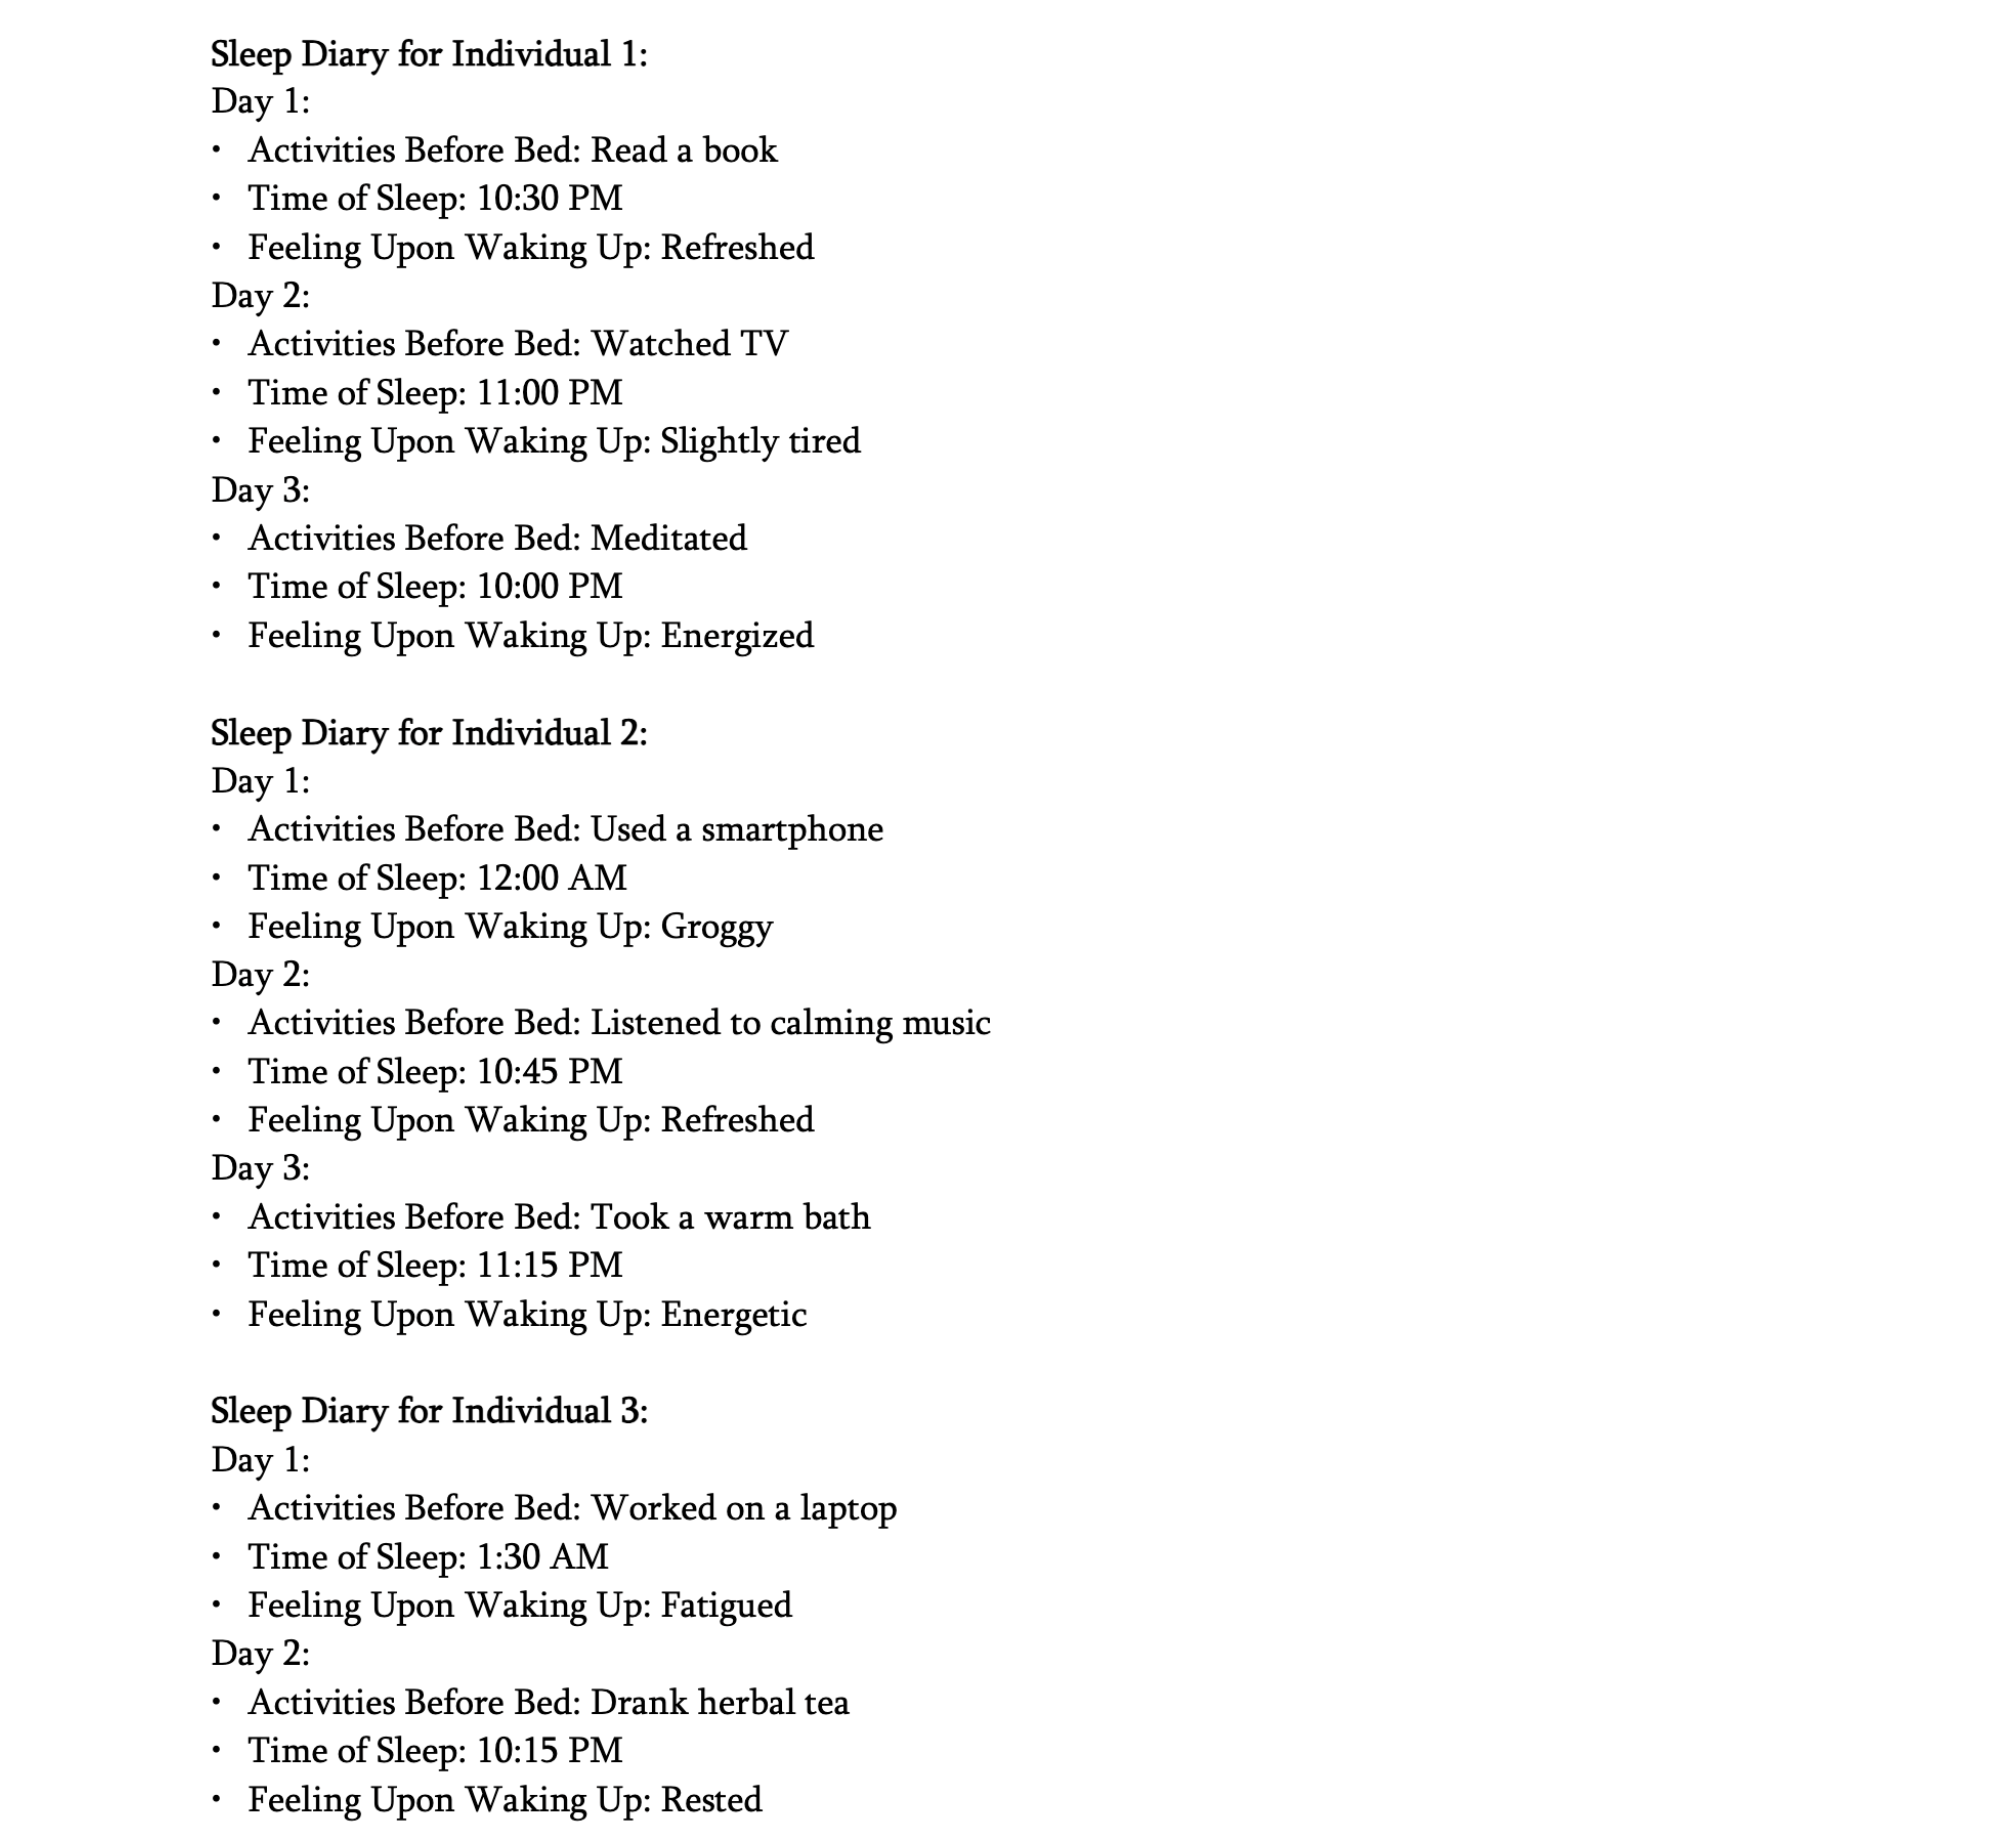 Sleep Diary for Individual 1:
Day 1:
• Activities Before Bed: Read a book
• Time of Sleep: 10:30 PM
• Feeling Upon Waking Up: Refreshed
Day 2:
• Activities Before Bed: Watched TV
• Time of Sleep: 11:00 PM
• Feeling Upon Waking Up: Slightly tired
Day 3:
• Activities Before Bed: Meditated
• Time of Sleep: 10:00 PM
• Feeling Upon Waking Up: Energized
Sleep Diary for Individual 2:
Day 1:
• Activities Before Bed: Used a smartphone
• Time of Sleep: 12:00 AM
• Feeling Upon Waking Up: Groggy
Day 2:
• Activities Before Bed: Listened to calming music
• Time of Sleep: 10:45 PM
• Feeling Upon Waking Up: Refreshed
Day 3:
• Activities Before Bed: Took a warm bath
• Time of Sleep: 11:15 PM
• Feeling Upon Waking Up: Energetic
Sleep Diary for Individual 3:
Day 1:
• Activities Before Bed: Worked on a laptop
• Time of Sleep: 1:30 AM
• Feeling Upon Waking Up: Fatigued
Day 2:
• Activities Before Bed: Drank herbal tea
• Time of Sleep: 10:15 PM
• Feeling Upon Waking Up: Rested